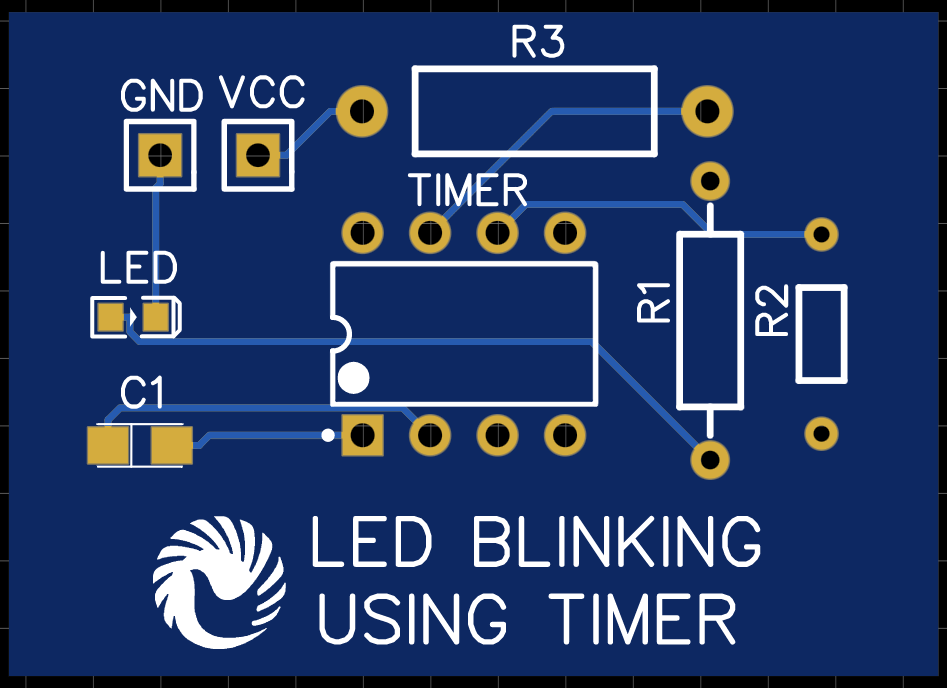 R3
GND VCC
TIMER
LED
R1
R2
C1
LED BLINKING
USING TIMER